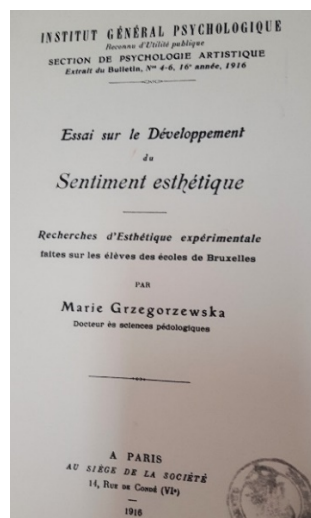 INSTITUT GÉNÉRAL PSYCHOLOGIQUE
Reconnu d'Utilité publique
SECTION DE PSYCHOLOGIE ARTISTIQUE
Extrait du Bulletin, Nos 4-6, 16e année, 1916
Essai sur le Développement
du
Sentiment esthétique
Recherches d'Esthétique expérimentale
faites sur les élèves des écoles de Bruxelles
PAR
Marie Grzegorzewska
Docteur ès sciences pédologiques
A PARIS
AU SIÈGE DE LA SOCIÉTÉ
14, RUE DE CONDÉ (VIe)
1916